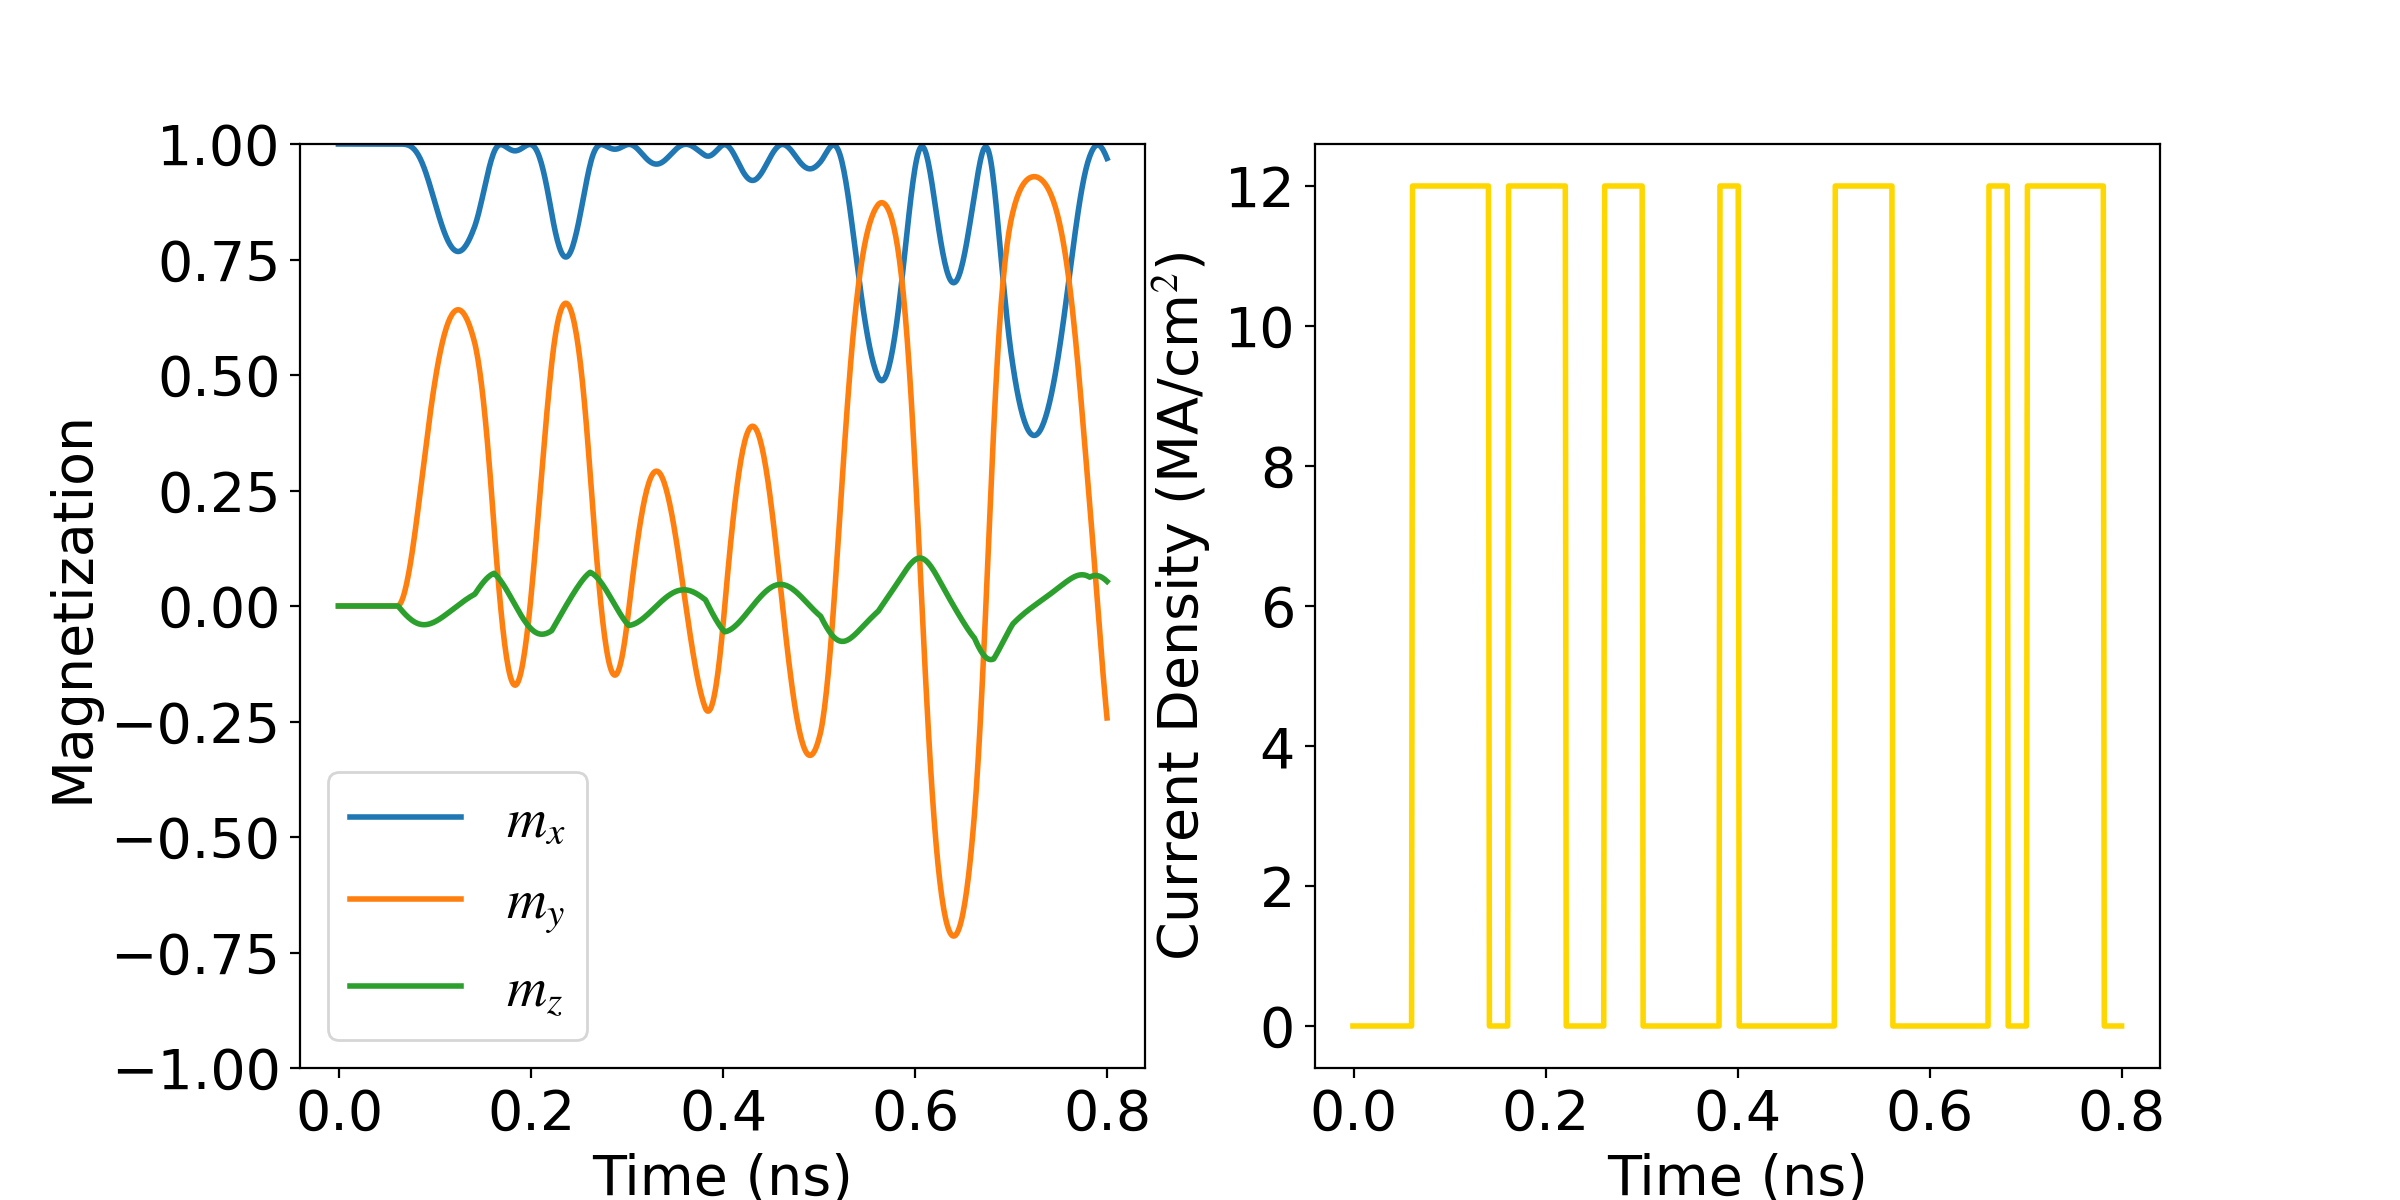 Magnetization
1.00
0.75
0.50
0.25
0.00
−0.25
−0.50
−0.75
−1.00
m_x
m_y
m_z
0.0 0.2 0.4 0.6 0.8
Time (ns)
Current Density (MA/cm²)
12
10
8
6
4
2
0
0.0 0.2 0.4 0.6 0.8
Time (ns)